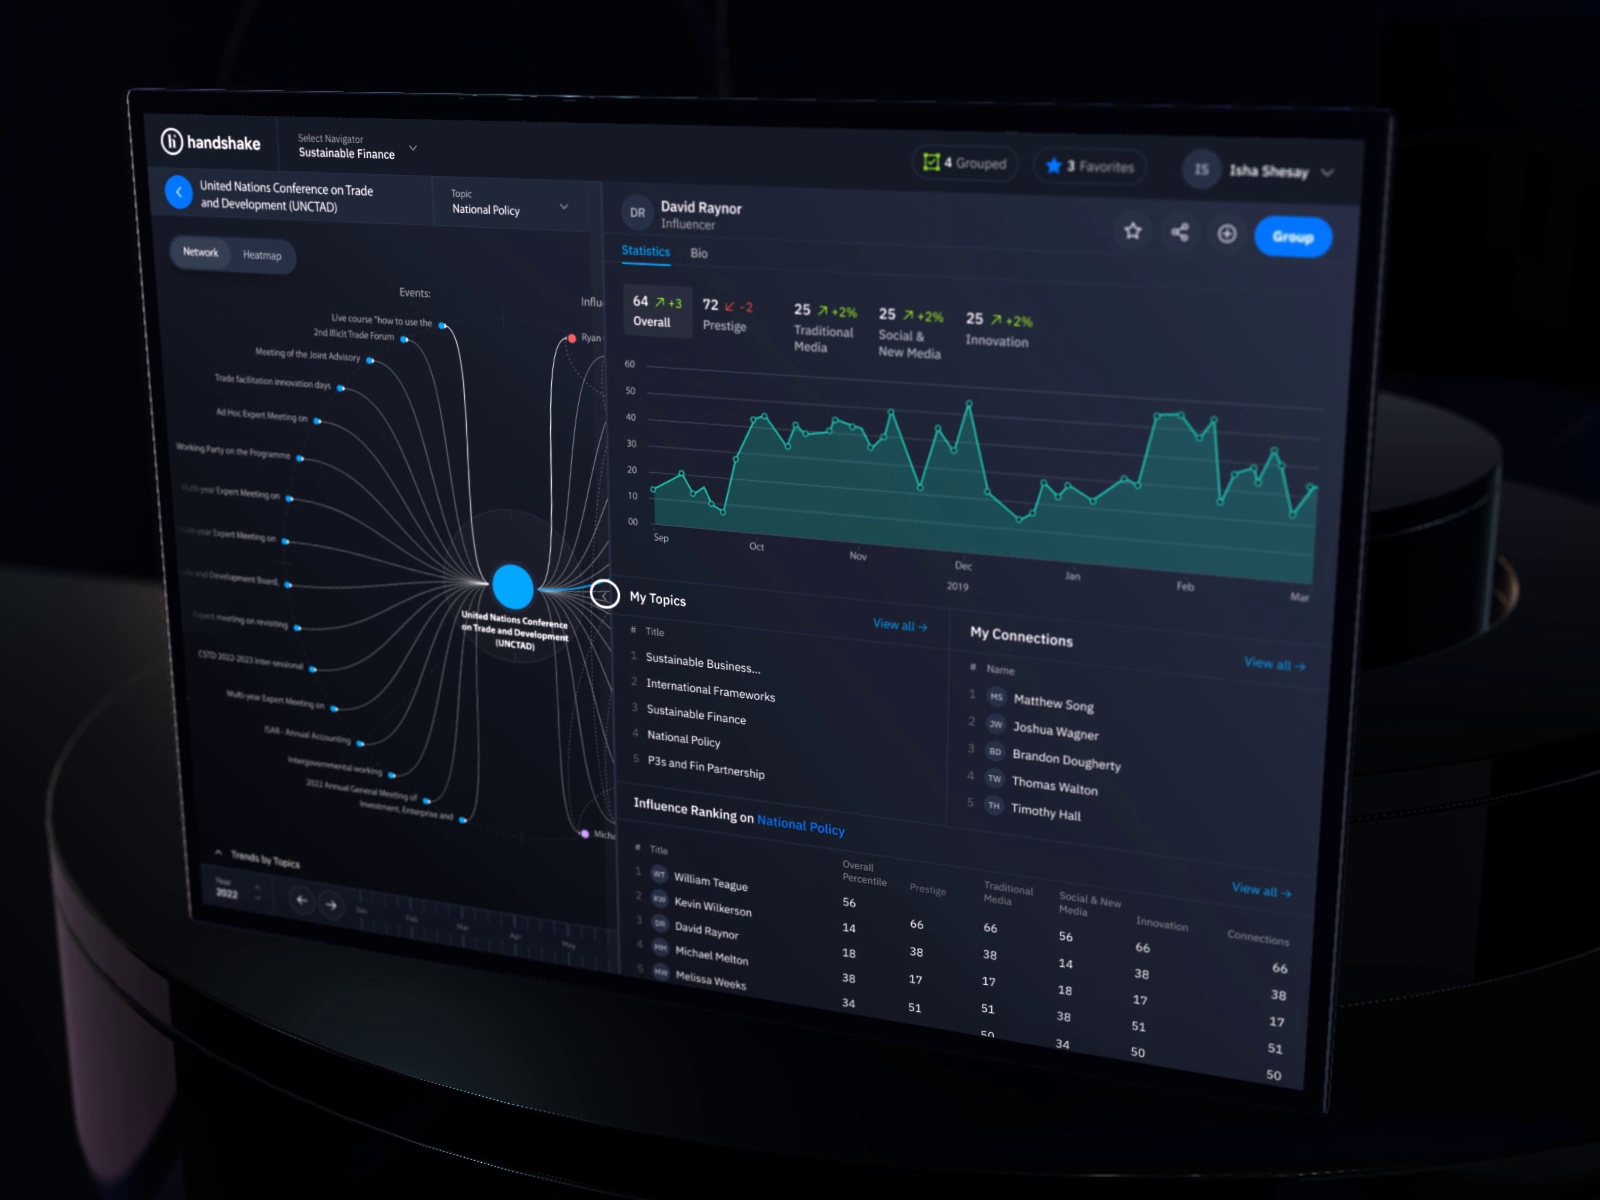 handshake
Select Navigator
Sustainable Finance
4 Grouped
3 Favorites
IS
Isha Shesay
United Nations Conference on Trade
and Development (UNCTAD)
Topic
National Policy
Network
Heatmap
Events:
Live course "how to use the
2nd Illicit Trade Forum
Meeting of the Joint Advisory
Trade facilitation innovation days
Ad Hoc Expert Meeting on
Working Party on the Programme
Multi-year Expert Meeting on
year Expert Meeting on
and Development Board,
Expert meeting on revisiting
CSTD 2022-2023 inter-sessional
Multi-year Expert Meeting on
ISAR - Annual Accounting
Intergovernmental working
2022 Annual General Meeting of
Investment, Enterprise and
Influ
Ryan
United Nations Conference
on Trade and Development
(UNCTAD)
Micha
Trends by Topics
Year
2022
Jan
Feb
Mar
Apr
May
DR
David Raynor
Influencer
Group
Statistics
Bio
64 +3
Overall
72 -2
Prestige
25 +2%
Traditional
Media
25 +2%
Social &
New Media
25 +2%
Innovation
60
50
40
30
20
10
00
Sep
Oct
Nov
Dec
2019
Jan
Feb
Mar
My Topics
View all →
# Title
1 Sustainable Business...
2 International Frameworks
3 Sustainable Finance
4 National Policy
5 P3s and Fin Partnership
My Connections
View all →
# Name
1 MS Matthew Song
2 JW Joshua Wagner
3 BD Brandon Dougherty
4 TW Thomas Walton
5 TH Timothy Hall
Influence Ranking on National Policy
View all →
# Title Overall Percentile Prestige Traditional Media Social & New Media Innovation Connections
1 WT William Teague 56 66 66 56 66 66
2 KW Kevin Wilkerson 14 38 38 14 38 38
3 DR David Raynor 18 17 17 18 17 17
4 MM Michael Melton 38 51 51 38 51 51
5 MW Melissa Weeks 34 50 34 50 50